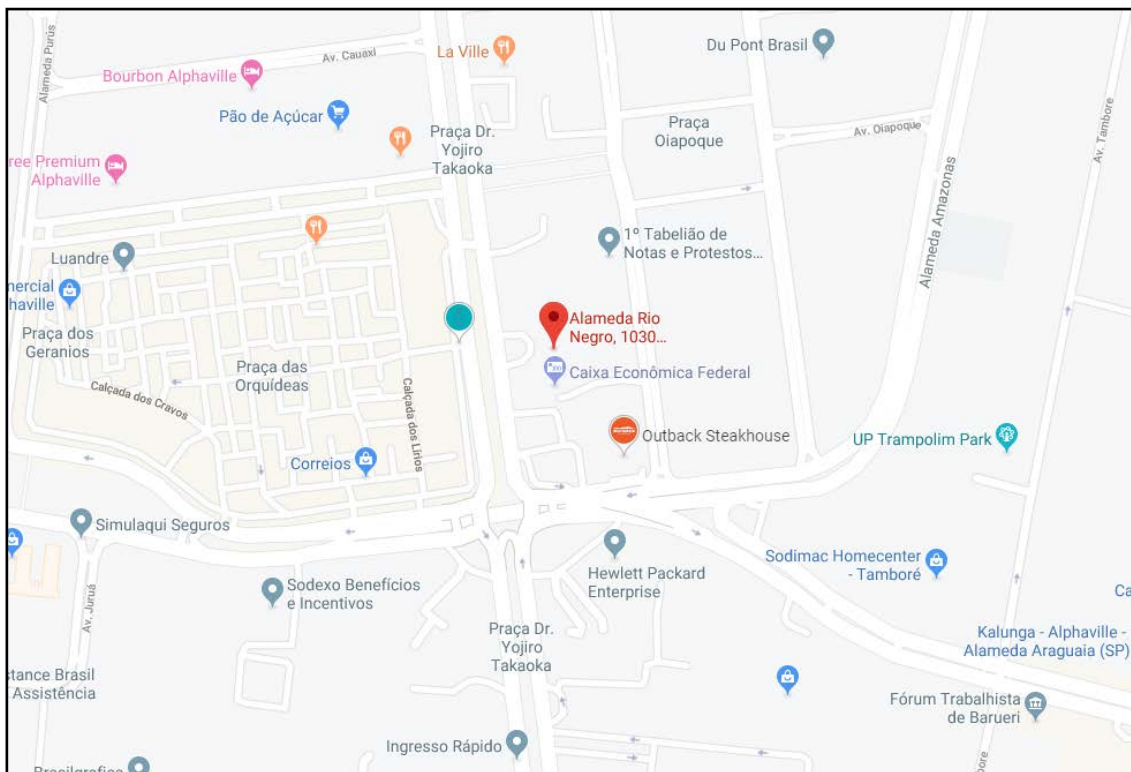 Alameda Purús
Av. Cauaxi
La Ville
Du Pont Brasil
Bourbon Alphaville
Pão de Açúcar
Praça Dr.
Yojiro
Takaoka
Praça
Oiapoque
Av. Oiapoque
Av. Tambore
ree Premium
Alphaville
Alameda Amazonas
Luandre
1º Tabelião de
Notas e Protestos...
mercial
haville
Praça dos
Geranios
Alameda Rio
Negro, 1030...
Praça das
Orquídeas
Caixa Econômica Federal
Calçada dos Cravos
Calçada dos Lírios
Outback Steakhouse
UP Trampolim Park
Correios
Simulaqui Seguros
Sodimac Homecenter
- Tamboré
Hewlett Packard
Enterprise
Sodexo Benefícios
e Incentivos
Av. Juruá
Ca
Praça Dr.
Yojiro
Takaoka
Kalunga - Alphaville -
Alameda Araguaia (SP)
stance Brasil
Assistência
Fórum Trabalhista
de Barueri
Ingresso Rápido
bore